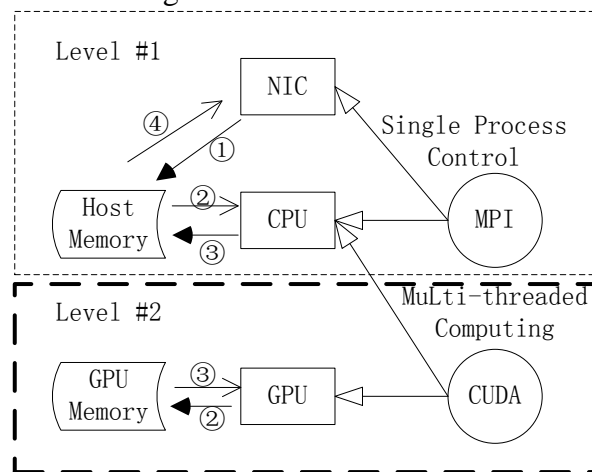 Level #1
NIC
④
①
Single Process
Control
Host
Memory
②
③
CPU
MPI
Level #2
MuLti-threaded
Computing
GPU
Memory
③
②
GPU
CUDA